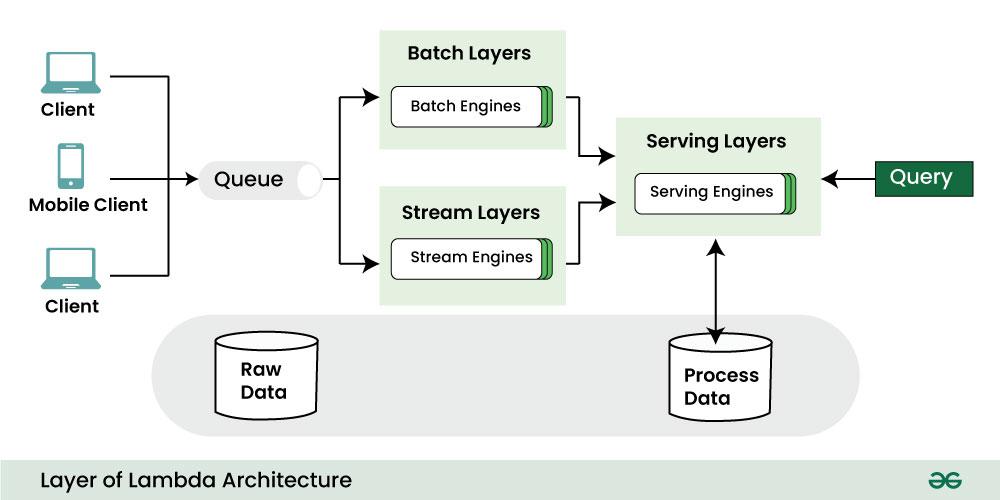 Client
Mobile Client
Client
Queue
Batch Layers
Batch Engines
Stream Layers
Stream Engines
Serving Layers
Serving Engines
Query
Raw
Data
Process
Data
Layer of Lambda Architecture